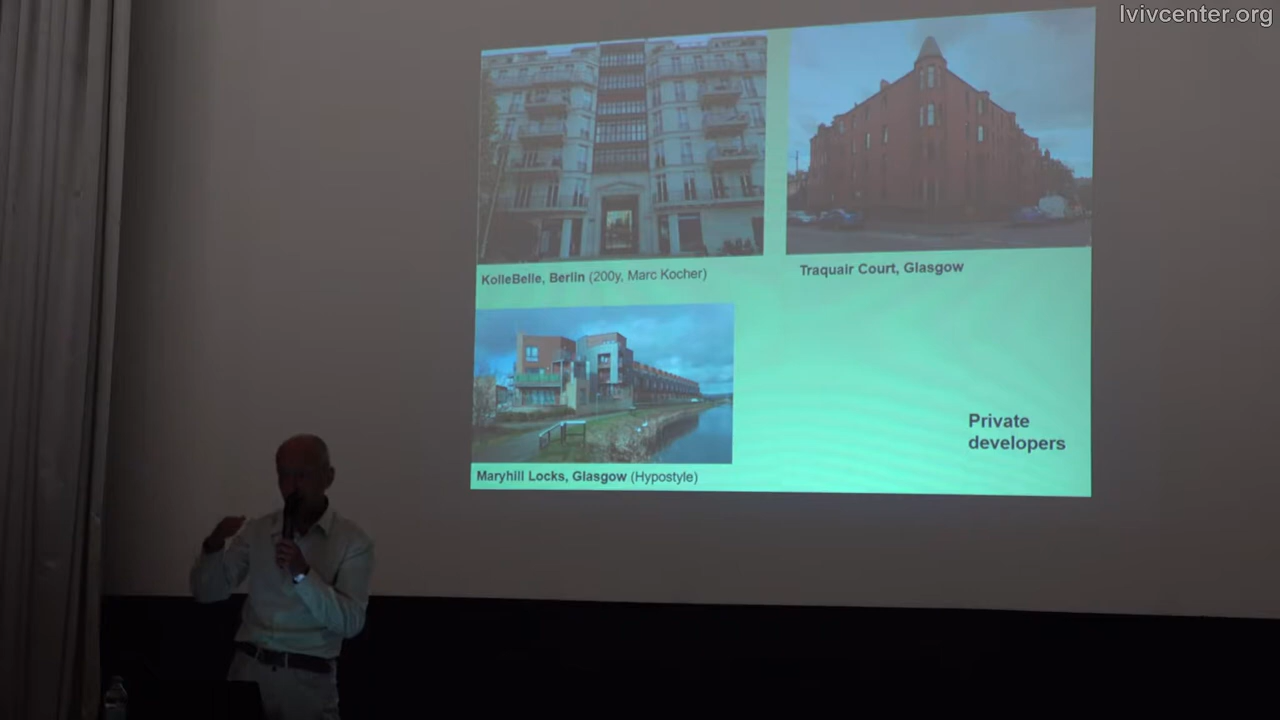 lvivcenter.org
KolleBelle, Berlin (200y, Marc Kocher)
Traquair Court, Glasgow
Maryhill Locks, Glasgow (Hypostyle)
Private
developers